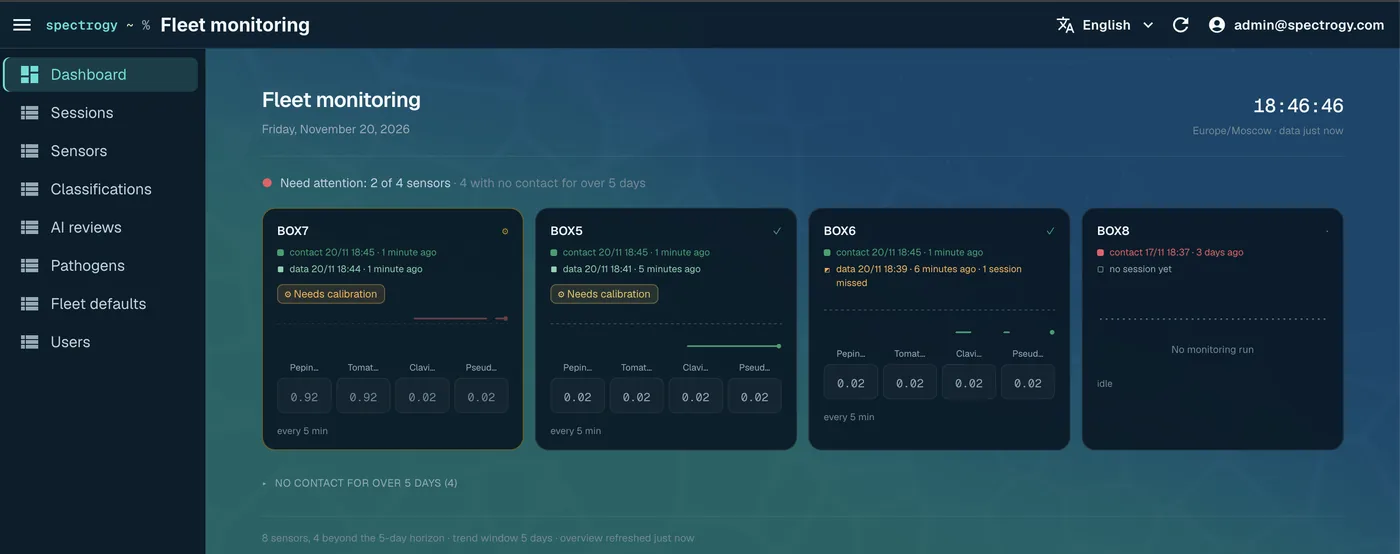 spectrogy ~ % Fleet monitoring
English
admin@spectrogy.com
Dashboard
Sessions
Sensors
Classifications
AI reviews
Pathogens
Fleet defaults
Users
Fleet monitoring
18:46:46
Friday, November 20, 2026
Europe/Moscow · data just now
Need attention: 2 of 4 sensors · 4 with no contact for over 5 days
BOX7
contact 20/11 18:45 · 1 minute ago
data 20/11 18:44 · 1 minute ago
Needs calibration
Pepin… Tomat… Clavi… Pseud…
0.92 0.92 0.02 0.02
every 5 min
BOX5
contact 20/11 18:45 · 1 minute ago
data 20/11 18:41 · 5 minutes ago
Needs calibration
Pepin… Tomat… Clavi… Pseud…
0.02 0.02 0.02 0.02
every 5 min
BOX6
contact 20/11 18:45 · 1 minute ago
data 20/11 18:39 · 6 minutes ago · 1 session
missed
Pepin… Tomat… Clavi… Pseud…
0.02 0.02 0.02 0.02
every 5 min
BOX8
contact 17/11 18:37 · 3 days ago
no session yet
No monitoring run
idle
NO CONTACT FOR OVER 5 DAYS (4)
8 sensors, 4 beyond the 5-day horizon · trend window 5 days · overview refreshed just now